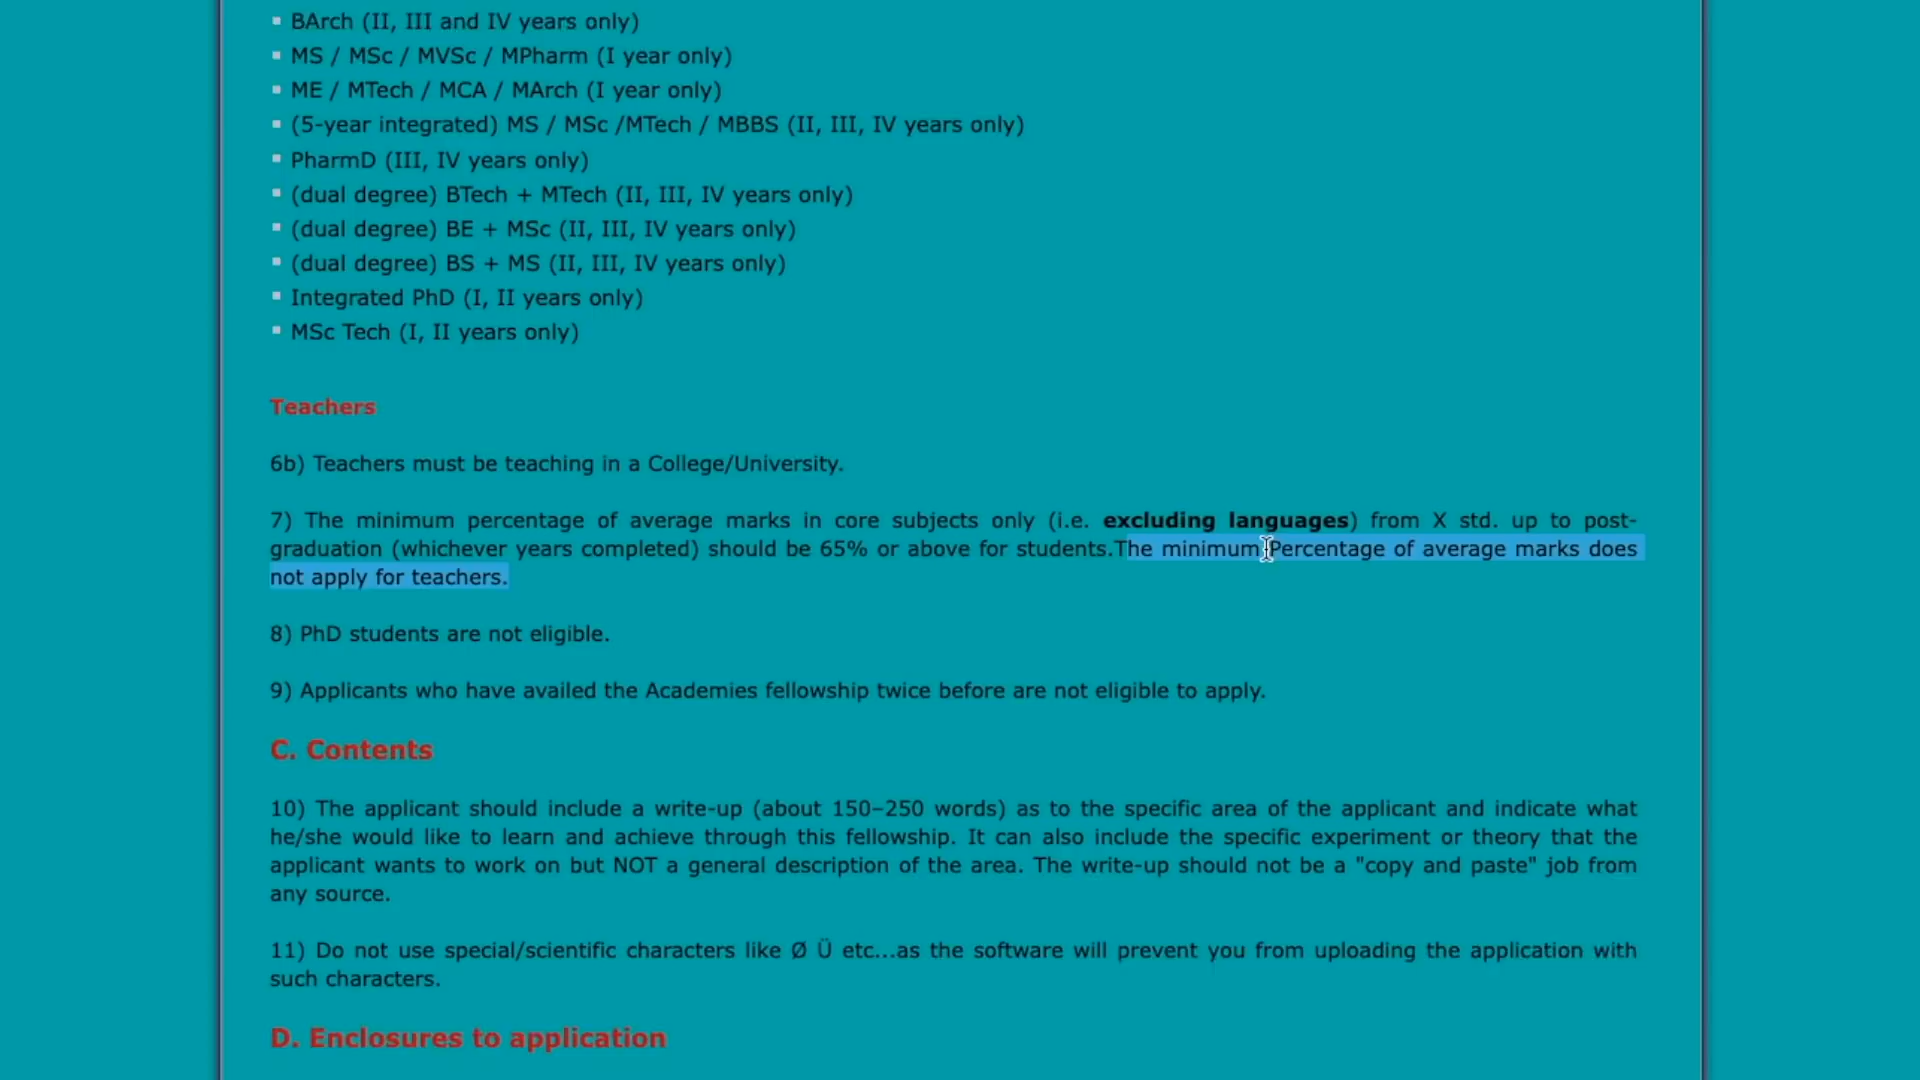 ▪ BArch (II, III and IV years only)
▪ MS / MSc / MVSc / MPharm (I year only)
▪ ME / MTech / MCA / MArch (I year only)
▪ (5-year integrated) MS / MSc /MTech / MBBS (II, III, IV years only)
▪ PharmD (III, IV years only)
▪ (dual degree) BTech + MTech (II, III, IV years only)
▪ (dual degree) BE + MSc (II, III, IV years only)
▪ (dual degree) BS + MS (II, III, IV years only)
▪ Integrated PhD (I, II years only)
▪ MSc Tech (I, II years only)
Teachers
6b) Teachers must be teaching in a College/University.
7) The minimum percentage of average marks in core subjects only (i.e. excluding languages) from X std. up to post-
graduation (whichever years completed) should be 65% or above for students.The minimum Percentage of average marks does
not apply for teachers.
8) PhD students are not eligible.
9) Applicants who have availed the Academies fellowship twice before are not eligible to apply.
C. Contents
10) The applicant should include a write-up (about 150–250 words) as to the specific area of the applicant and indicate what
he/she would like to learn and achieve through this fellowship. It can also include the specific experiment or theory that the
applicant wants to work on but NOT a general description of the area. The write-up should not be a "copy and paste" job from
any source.
11) Do not use special/scientific characters like Ø Ü etc...as the software will prevent you from uploading the application with
such characters.
D. Enclosures to application